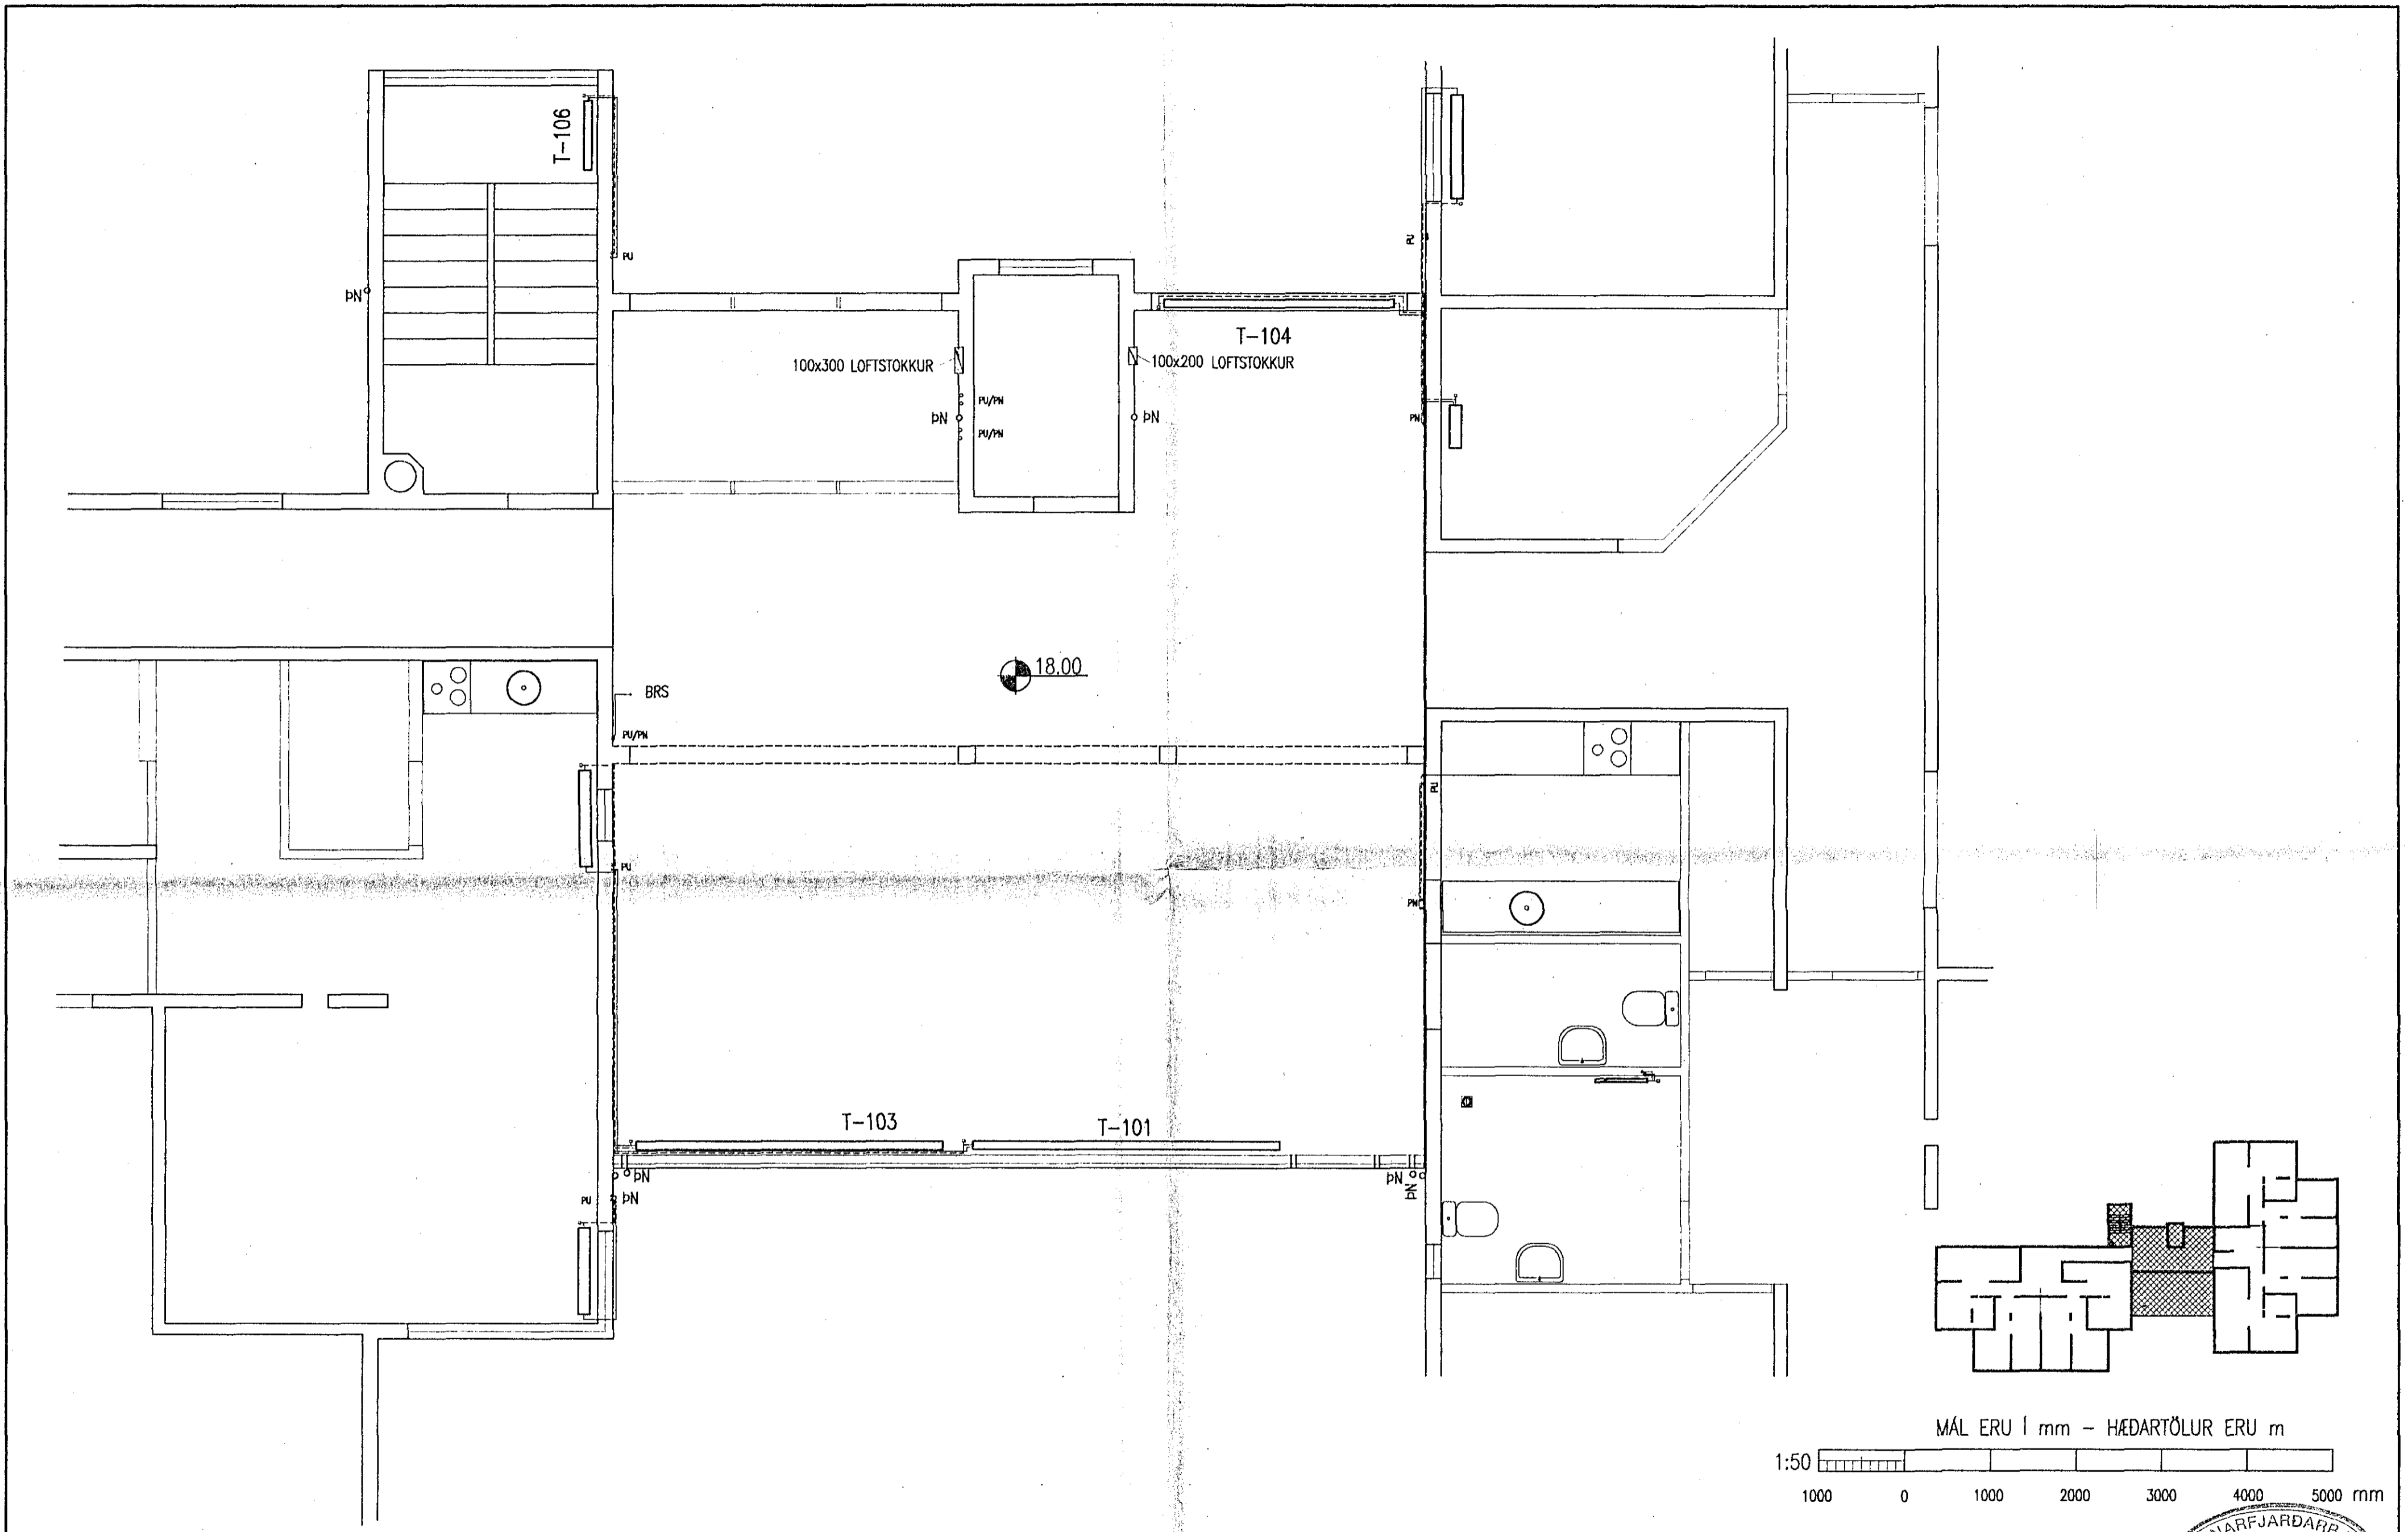 T-106
PU
PU
ÞN
T-104
100x300 LOFTSTOKKUR
100x200 LOFTSTOKKUR
PU/PN
ÞN
ÞN
PN
PU/PN
18.00
BRS
PU/PN
PU
PU
PN
T-103
T-101
ÞN
ÞN
ÞN
PU
ÞN
MÁL ERU Í mm - HÆÐARTÖLUR ERU m
1:50
1000 0 1000 2000 3000 4000 5000 mm